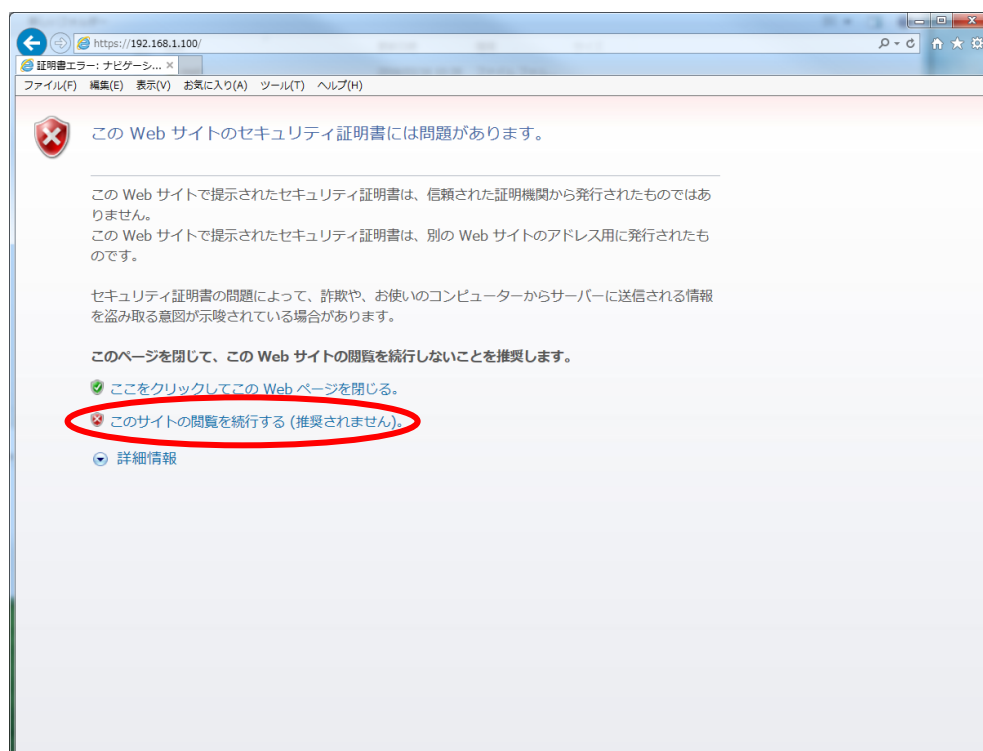 https://192.168.1.100/
証明書エラー: ナビゲーシ...
ファイル(F) 編集(E) 表示(V) お気に入り(A) ツール(T) ヘルプ(H)
この Web サイトのセキュリティ証明書には問題があります。
この Web サイトで提示されたセキュリティ証明書は、信頼された証明機関から発行されたものではあ
りません。
この Web サイトで提示されたセキュリティ証明書は、別の Web サイトのアドレス用に発行されたも
のです。
セキュリティ証明書の問題によって、詐欺や、お使いのコンピューターからサーバーに送信される情報
を盗み取る意図が示唆されている場合があります。
このページを閉じて、この Web サイトの閲覧を続行しないことを推奨します。
ここをクリックしてこの Web ページを閉じる。
このサイトの閲覧を続行する (推奨されません)。
詳細情報